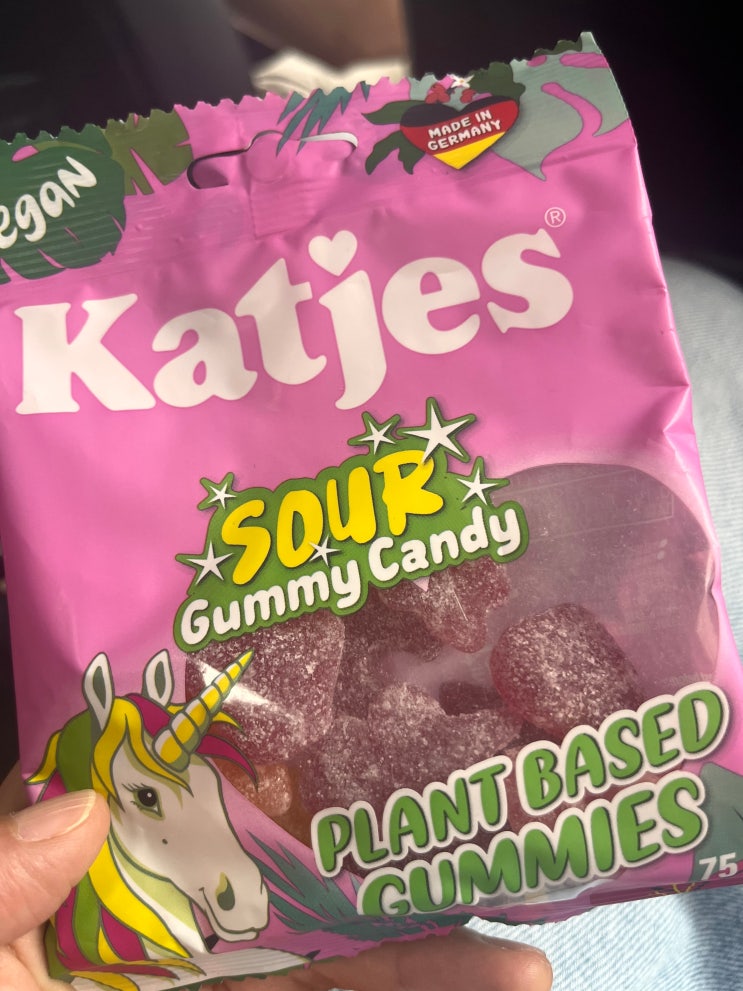 egan
MADE IN
GERMANY
Katjes®
SOUR
Gummy Candy
PLANT BASED
GUMMIES
75